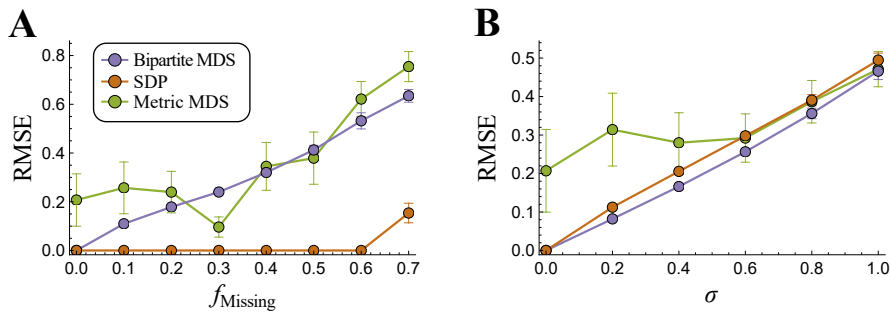 A
Bipartite MDS
SDP
Metric MDS
RMSE
0.8
0.6
0.4
0.2
0.0
0.0 0.1 0.2 0.3 0.4 0.5 0.6 0.7
fMissing
B
RMSE
0.5
0.4
0.3
0.2
0.1
0.0
0.0 0.2 0.4 0.6 0.8 1.0
σ